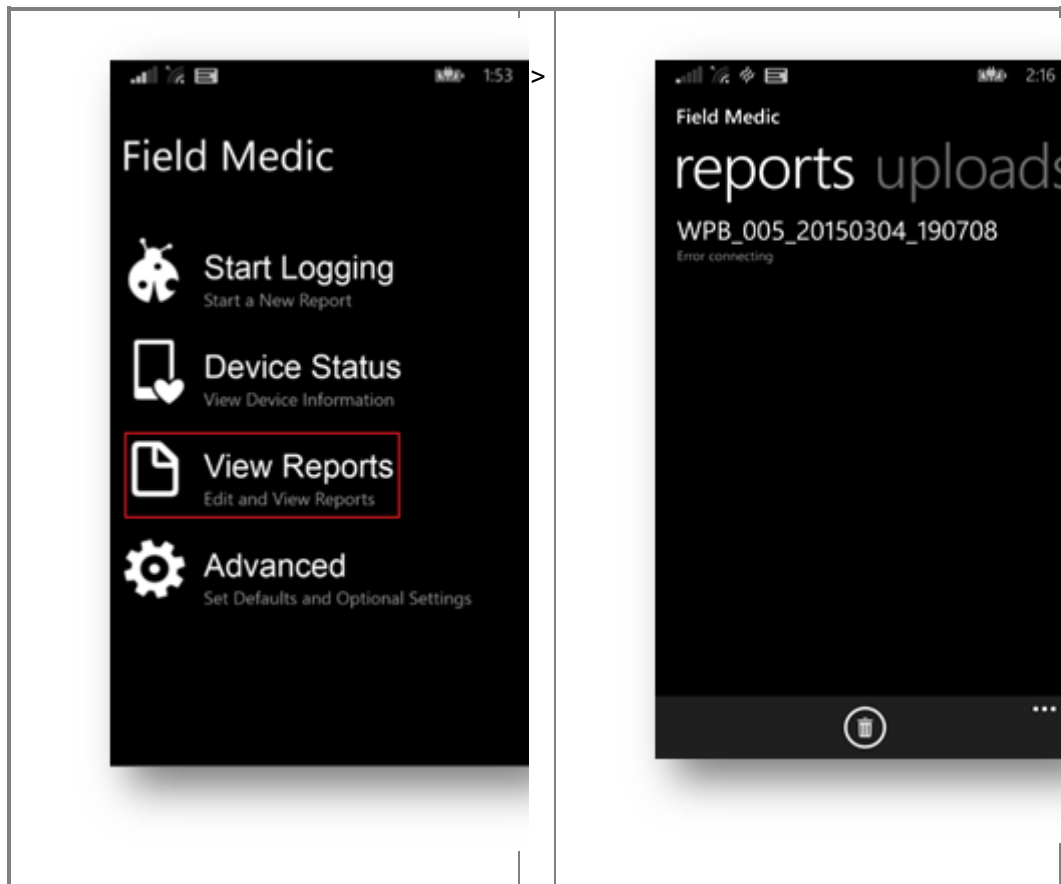 1:53
Field Medic
Start Logging
Start a New Report
Device Status
View Device Information
View Reports
Edit and View Reports
Advanced
Set Defaults and Optional Settings
>
2:16
Field Medic
reports uploads
WPB_005_20150304_190708
Error connecting